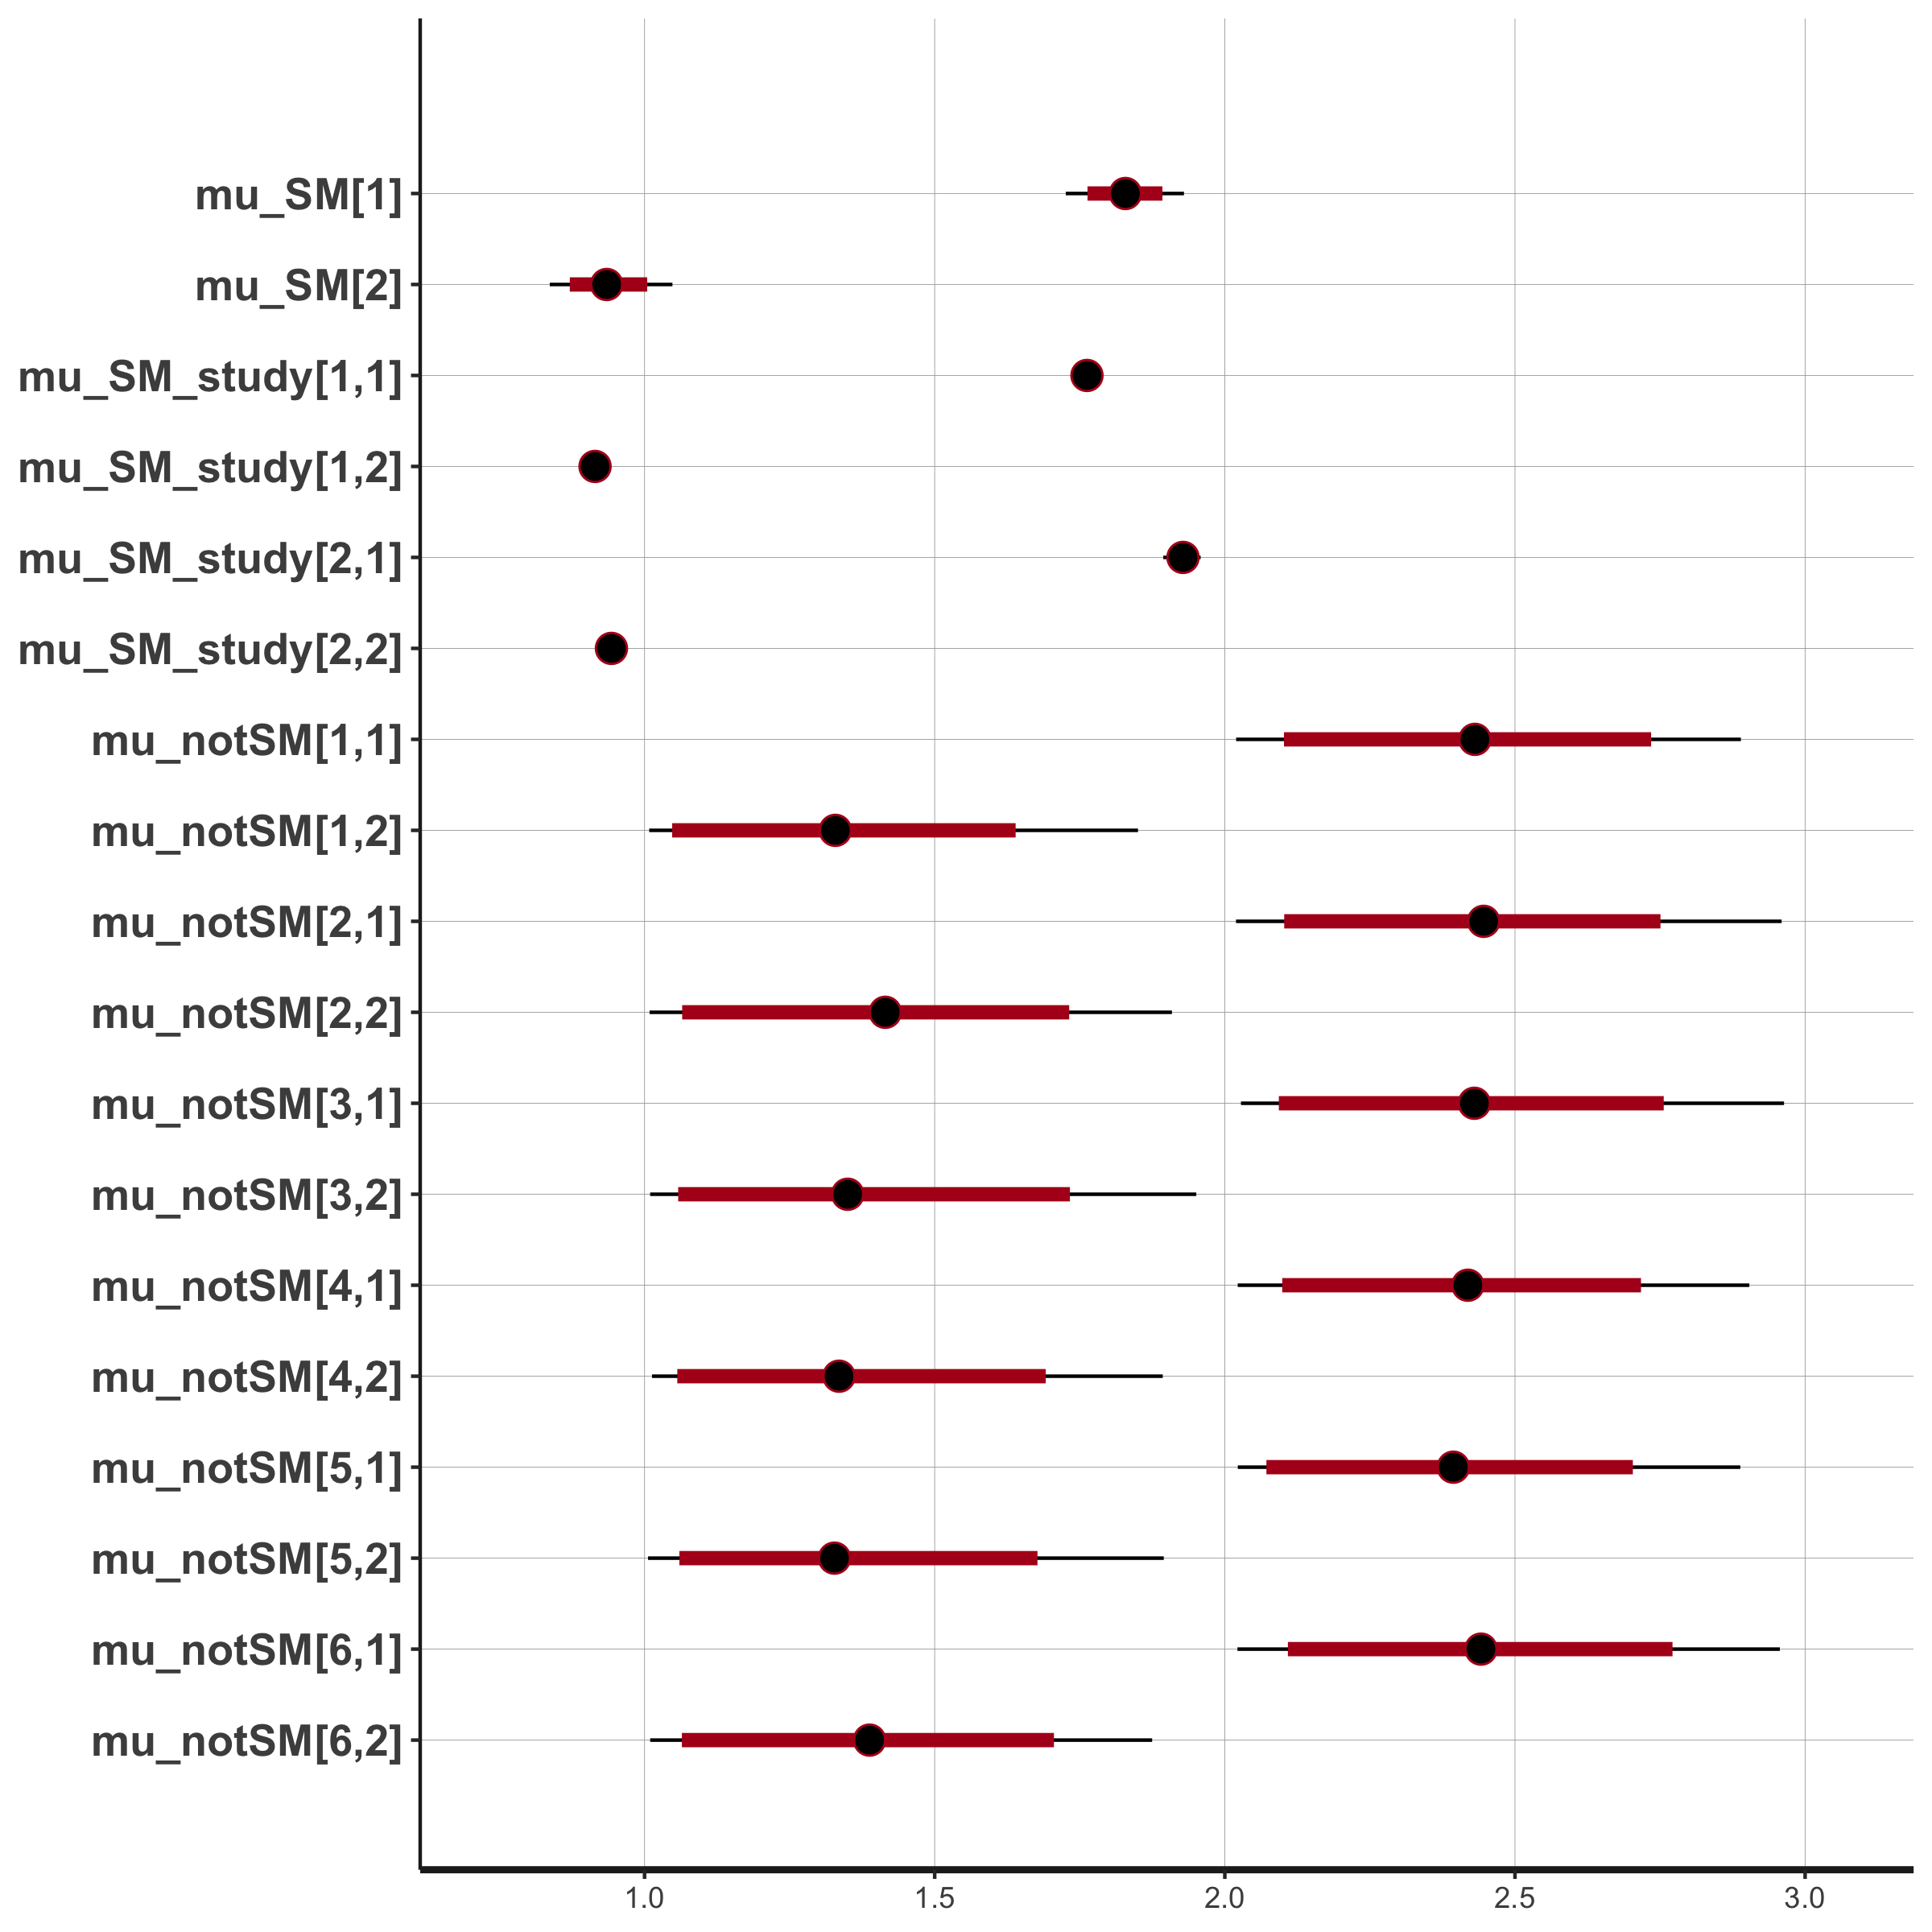 mu_SM[1]
mu_SM[2]
mu_SM_study[1,1]
mu_SM_study[1,2]
mu_SM_study[2,1]
mu_SM_study[2,2]
mu_notSM[1,1]
mu_notSM[1,2]
mu_notSM[2,1]
mu_notSM[2,2]
mu_notSM[3,1]
mu_notSM[3,2]
mu_notSM[4,1]
mu_notSM[4,2]
mu_notSM[5,1]
mu_notSM[5,2]
mu_notSM[6,1]
mu_notSM[6,2]
1.0 1.5 2.0 2.5 3.0